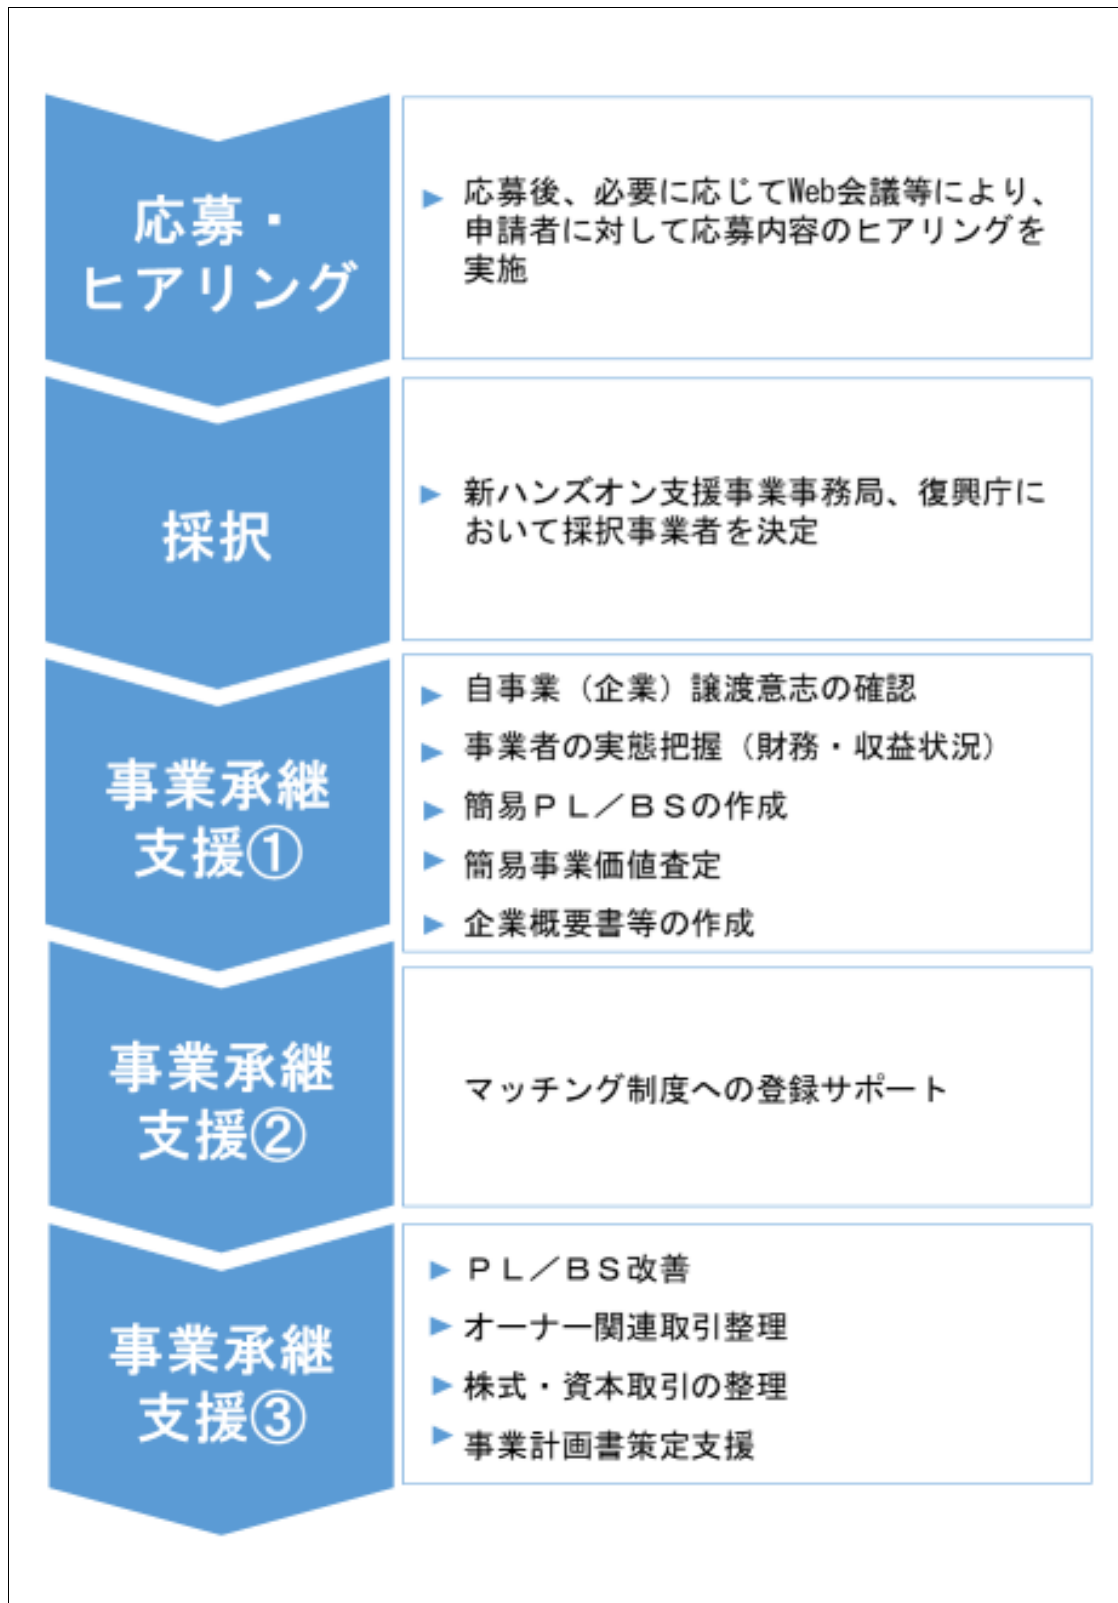 応募・
ヒアリング
▶ 応募後、必要に応じてWeb会議等により、
申請者に対して応募内容のヒアリングを
実施
採択
▶ 新ハンズオン支援事業事務局、復興庁に
おいて採択事業者を決定
事業承継
支援①
▶ 自事業（企業）譲渡意志の確認
▶ 事業者の実態把握（財務・収益状況）
▶ 簡易ＰＬ／ＢＳの作成
▶ 簡易事業価値査定
▶ 企業概要書等の作成
事業承継
支援②
マッチング制度への登録サポート
事業承継
支援③
▶ ＰＬ／ＢＳ改善
▶ オーナー関連取引整理
▶ 株式・資本取引の整理
▶ 事業計画書策定支援